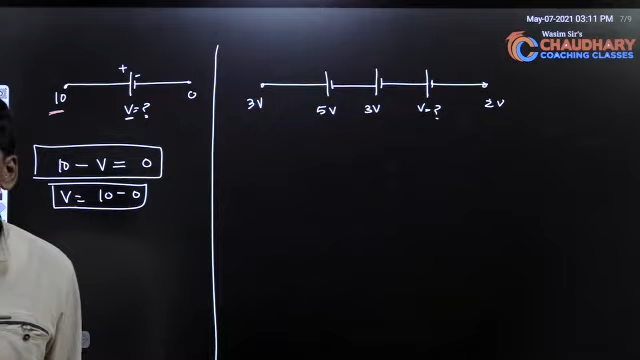 May-07-2021 03:11 PM 7/9
Wasim Sir's
CHAUDHARY
COACHING CLASSES
+ -
10 0
V = ?
10 - V = 0
V = 10 - 0
3V 5V 3V V = ? 2V